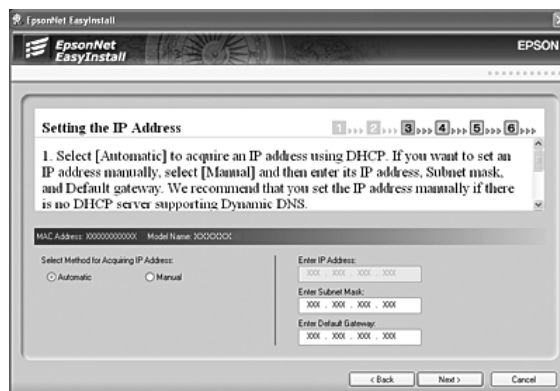 EpsonNet EasyInstall
EpsonNet
EasyInstall
EPSON
Setting the IP Address
1 2 3 4 5 6
1. Select [Automatic] to acquire an IP address using DHCP. If you want to set an
IP address manually, select [Manual] and then enter its IP address, Subnet mask,
and Default gateway. We recommend that you set the IP address manually if there
is no DHCP server supporting Dynamic DNS.
MAC Address: XXXXXXXXXXXX Model Name: XXXXXX
Select Method for Acquiring IP Address:
Automatic Manual
Enter IP Address:
XXX . XXX . XXX . XXX
Enter Subnet Mask:
XXX . XXX . XXX . XXX
Enter Default Gateway:
XXX . XXX . XXX . XXX
< Back Next > Cancel